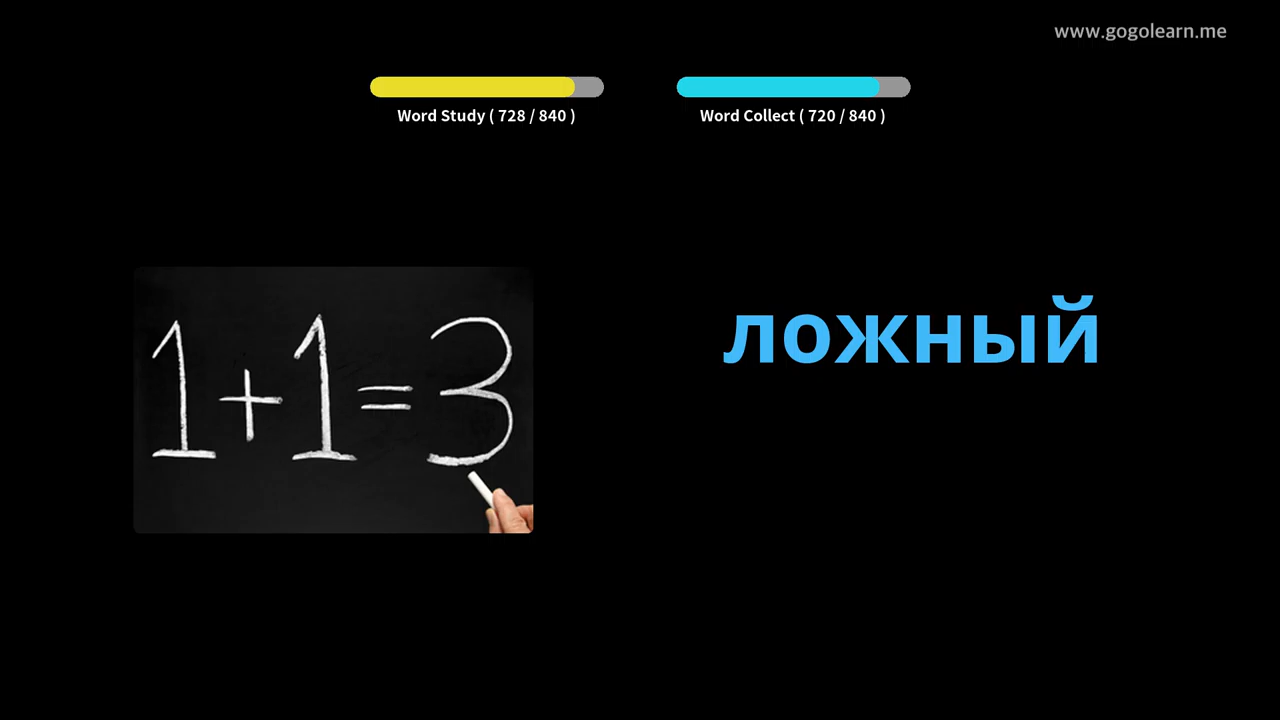 www.gogolearn.me
Word Study ( 728 / 840 )
Word Collect ( 720 / 840 )
1+1=3
ложный